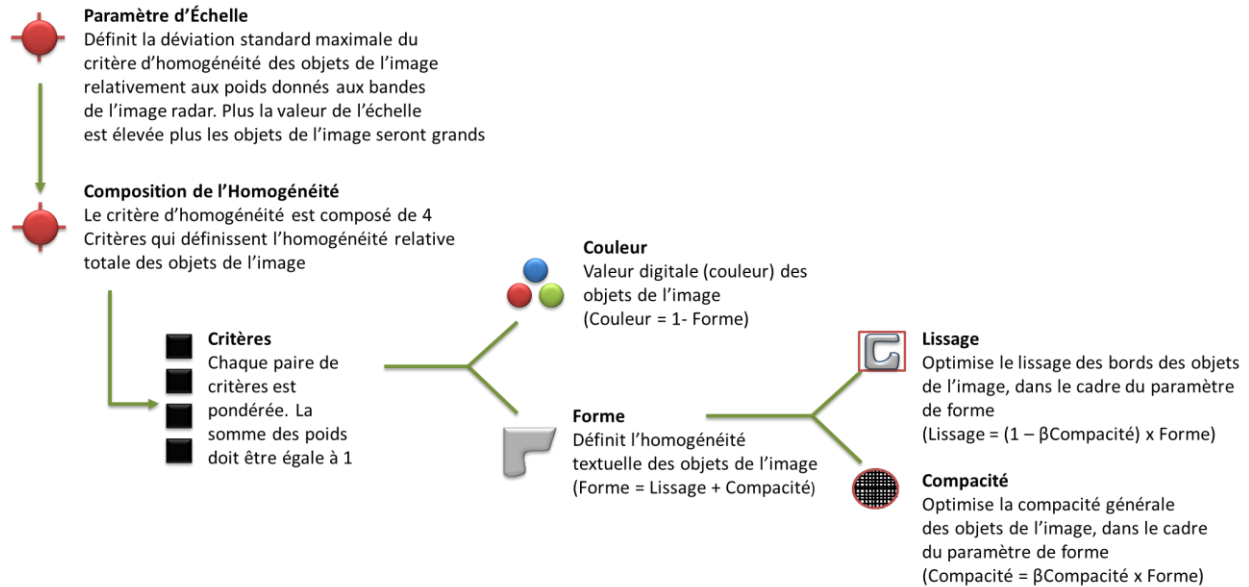 Paramètre d’Échelle
Définit la déviation standard maximale du
critère d’homogénéité des objets de l’image
relativement aux poids donnés aux bandes
de l’image radar. Plus la valeur de l’échelle
est élevée plus les objets de l’image seront grands
Composition de l’Homogénéité
Le critère d’homogénéité est composé de 4
Critères qui définissent l’homogénéité relative
totale des objets de l’image
Critères
Chaque paire de
critères est
pondérée. La
somme des poids
doit être égale à 1
Couleur
Valeur digitale (couleur) des
objets de l’image
(Couleur = 1- Forme)
Forme
Définit l’homogénéité
textuelle des objets de l’image
(Forme = Lissage + Compacité)
Lissage
Optimise le lissage des bords des objets
de l’image, dans le cadre du paramètre
de forme
(Lissage = (1 – βCompacité) x Forme)
Compacité
Optimise la compacité générale
des objets de l’image, dans le cadre
du paramètre de forme
(Compacité = βCompacité x Forme)